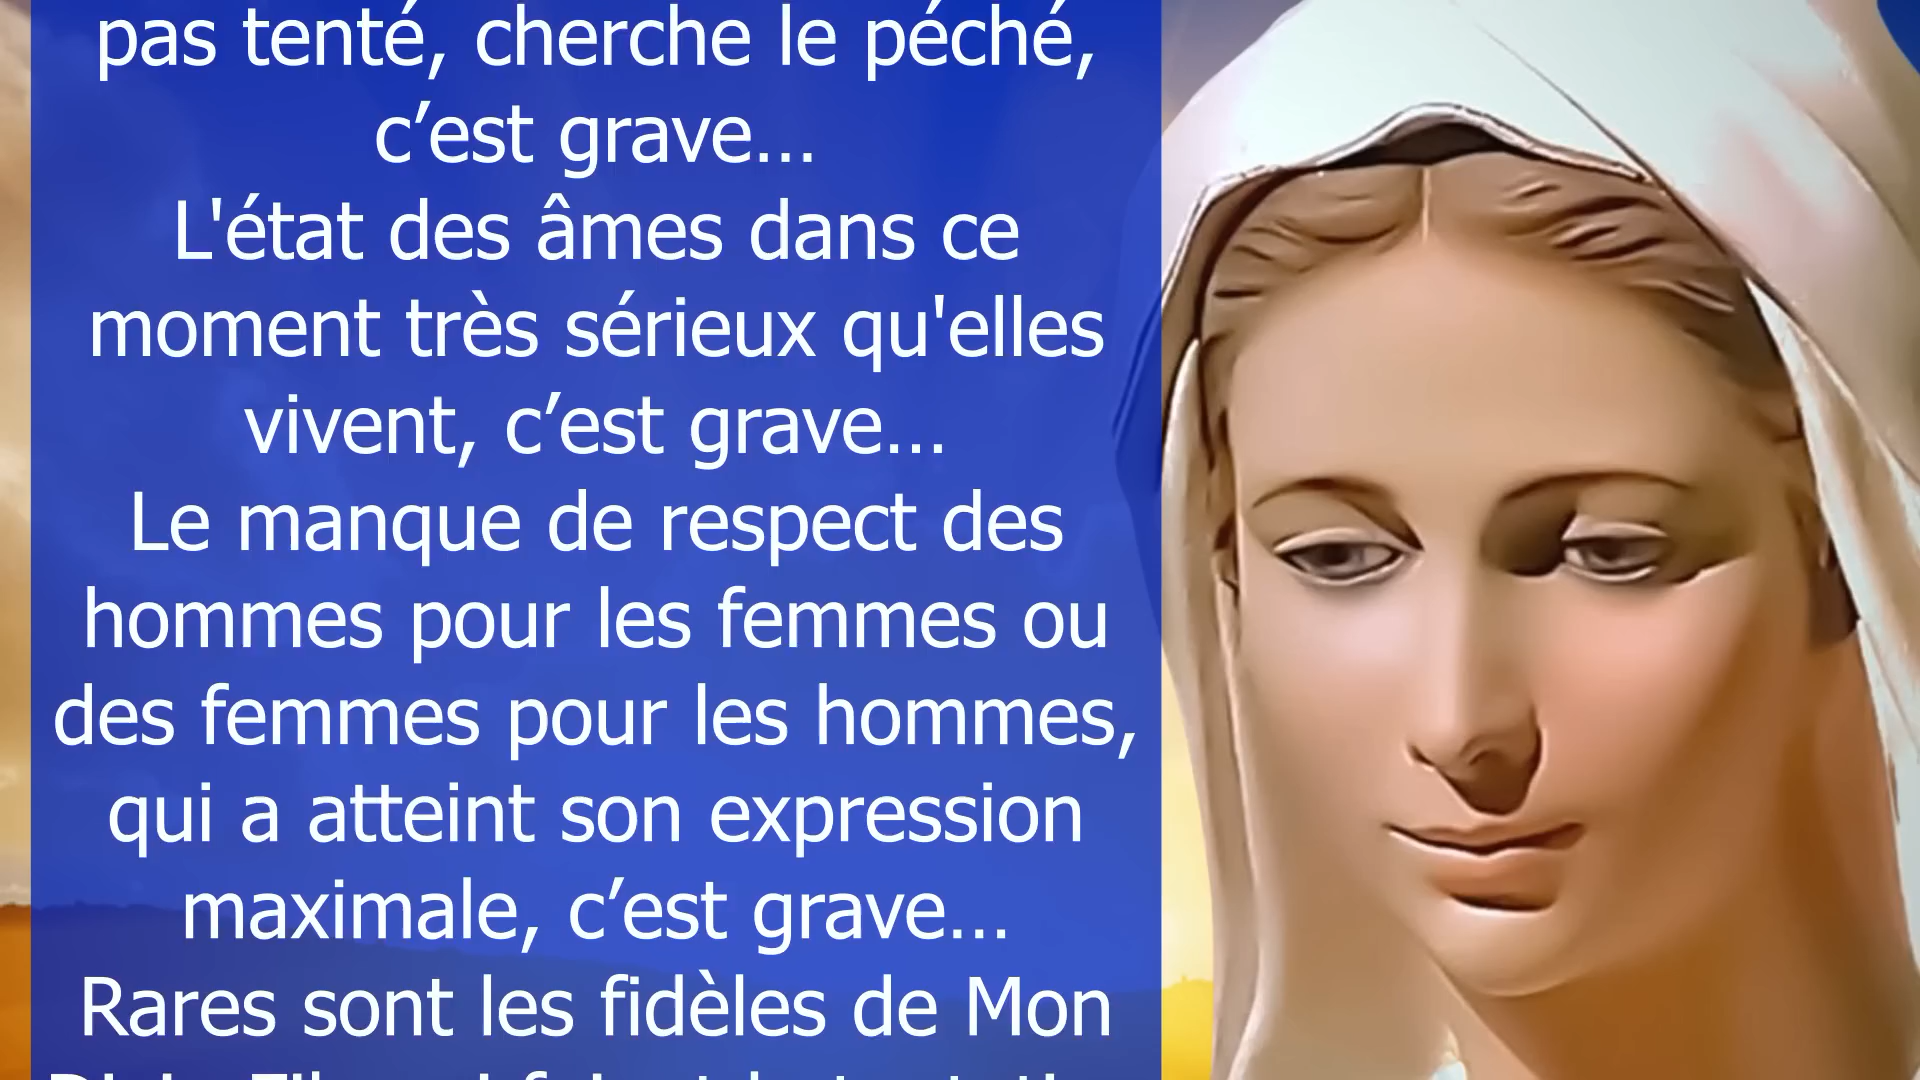 pas tenté, cherche le péché,
c’est grave...
L'état des âmes dans ce
moment très sérieux qu'elles
vivent, c’est grave...
Le manque de respect des
hommes pour les femmes ou
des femmes pour les hommes,
qui a atteint son expression
maximale, c’est grave...
Rares sont les fidèles de Mon